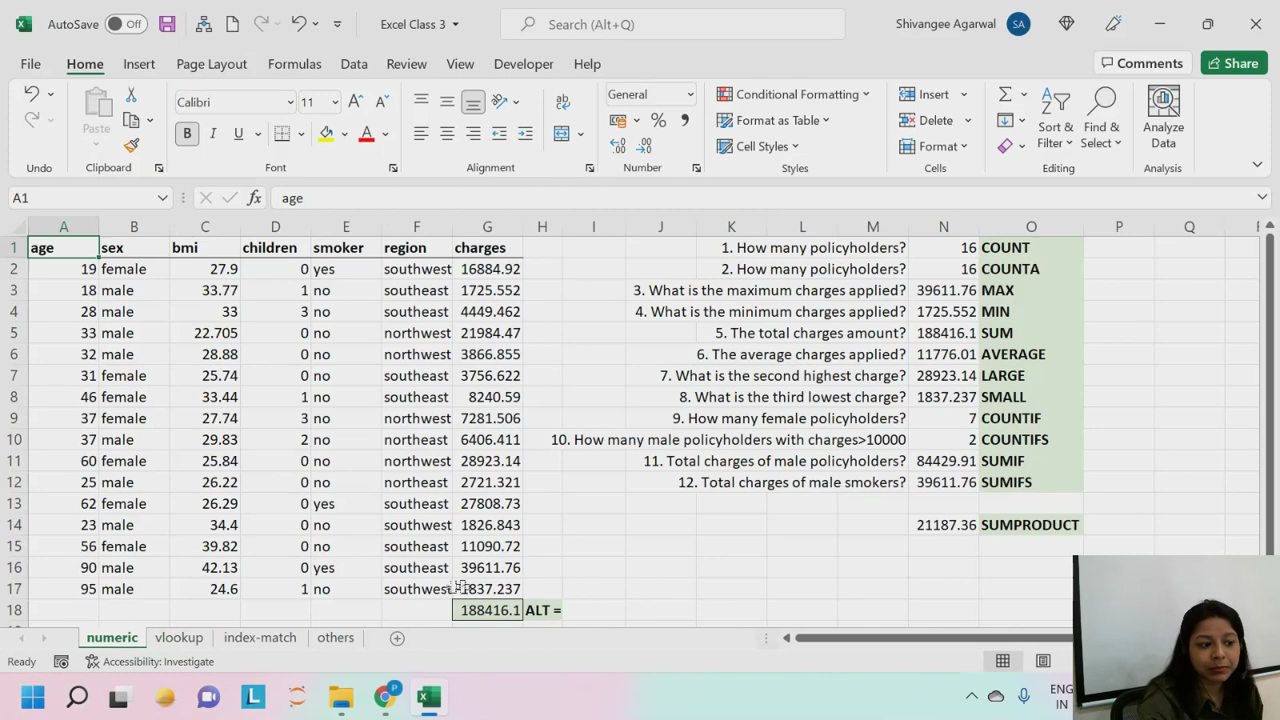 AutoSave Off Excel Class 3 Search (Alt+Q) Shivangee Agarwal SA
File Home Insert Page Layout Formulas Data Review View Developer Help Comments Share
Calibri 11 General Conditional Formatting Insert
Paste B I U Format as Table Delete Sort & Find & Analyze
Cell Styles Format Filter Select Data
Undo Clipboard Font Alignment Number Styles Cells Editing Analysis
A1 fx age
A B C D E F G H I J K L M N O P Q
1 age sex bmi children smoker region charges 1. How many policyholders? 16 COUNT
2 19 female 27.9 0 yes southwest 16884.92 2. How many policyholders? 16 COUNTA
3 18 male 33.77 1 no southeast 1725.552 3. What is the maximum charges applied? 39611.76 MAX
4 28 male 33 3 no southeast 4449.462 4. What is the minimum charges applied? 1725.552 MIN
5 33 male 22.705 0 no northwest 21984.47 5. The total charges amount? 188416.1 SUM
6 32 male 28.88 0 no northwest 3866.855 6. The average charges applied? 11776.01 AVERAGE
7 31 female 25.74 0 no southeast 3756.622 7. What is the second highest charge? 28923.14 LARGE
8 46 female 33.44 1 no southeast 8240.59 8. What is the third lowest charge? 1837.237 SMALL
9 37 female 27.74 3 no northwest 7281.506 9. How many female policyholders? 7 COUNTIF
10 37 male 29.83 2 no northeast 6406.411 10. How many male policyholders with charges>10000 2 COUNTIFS
11 60 female 25.84 0 no northwest 28923.14 11. Total charges of male policyholders? 84429.91 SUMIF
12 25 male 26.22 0 no northeast 2721.321 12. Total charges of male smokers? 39611.76 SUMIFS
13 62 female 26.29 0 yes southeast 27808.73
14 23 male 34.4 0 no southwest 1826.843 21187.36 SUMPRODUCT
15 56 female 39.82 0 no southeast 11090.72
16 90 male 42.13 0 yes southeast 39611.76
17 95 male 24.6 1 no southwest 1837.237
18 188416.1 ALT =
numeric vlookup index-match others
Ready Accessibility: Investigate
ENG
IN